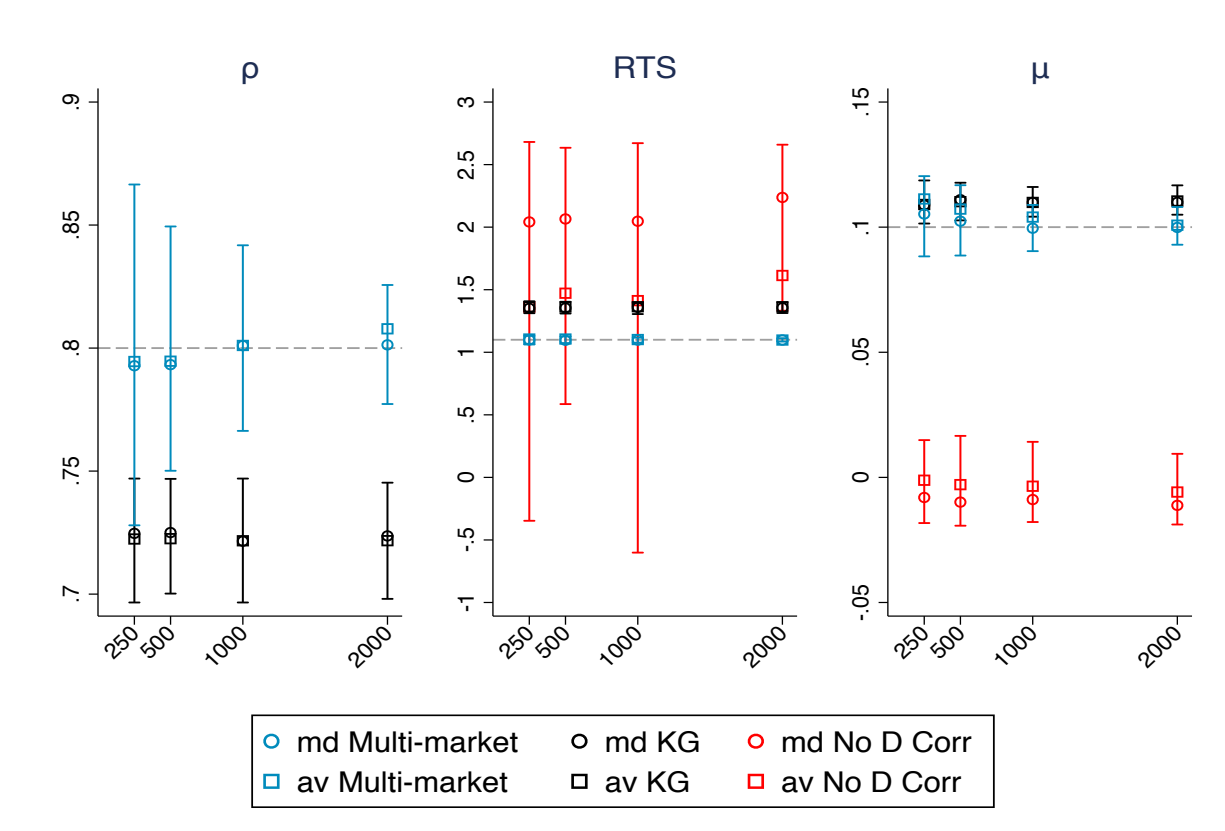 ρ RTS μ
.9 3 .15
.85 2.5 .1
.8 2 .05
.75 1.5 0
.7 1 -.05
.5
0
-.5
-1
250 500 1000 2000 250 500 1000 2000 250 500 1000 2000
md Multi-market md KG md No D Corr
av Multi-market av KG av No D Corr